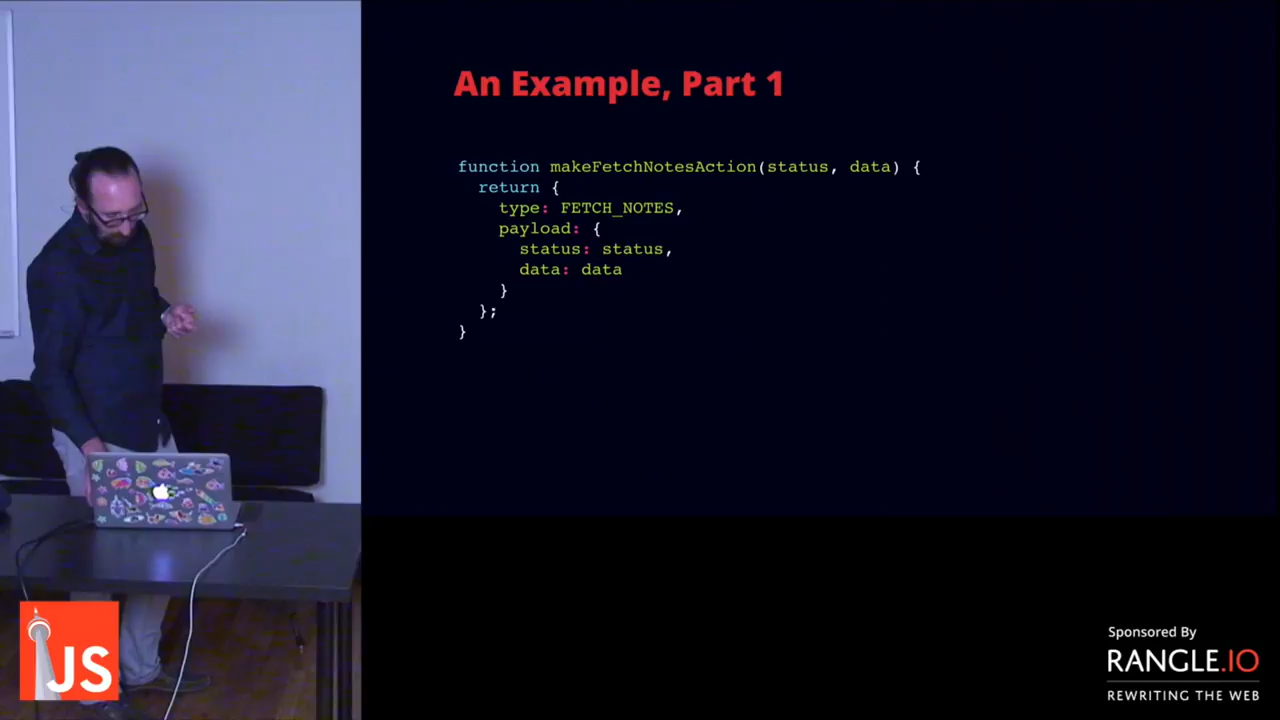 An Example, Part 1
function makeFetchNotesAction(status, data) {
return {
type: FETCH_NOTES,
payload: {
status: status,
data: data
}
};
}
JS
Sponsored By
RANGLE.IO
REWRITING THE WEB